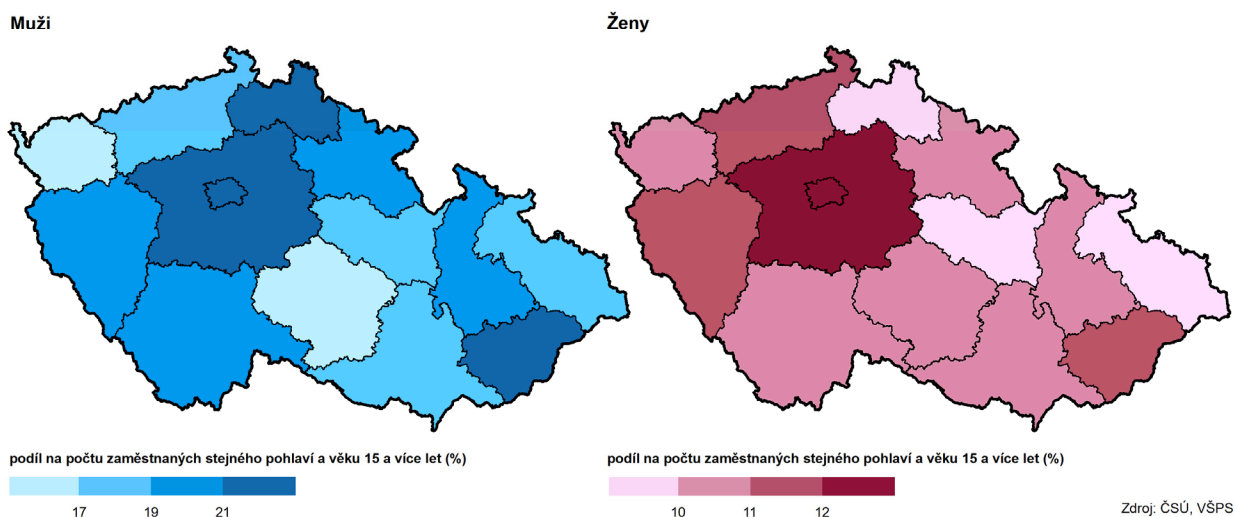 Muži
Ženy
podíl na počtu zaměstnaných stejného pohlaví a věku 15 a více let (%)
17 19 21
podíl na počtu zaměstnaných stejného pohlaví a věku 15 a více let (%)
10 11 12
Zdroj: ČSÚ, VŠPS